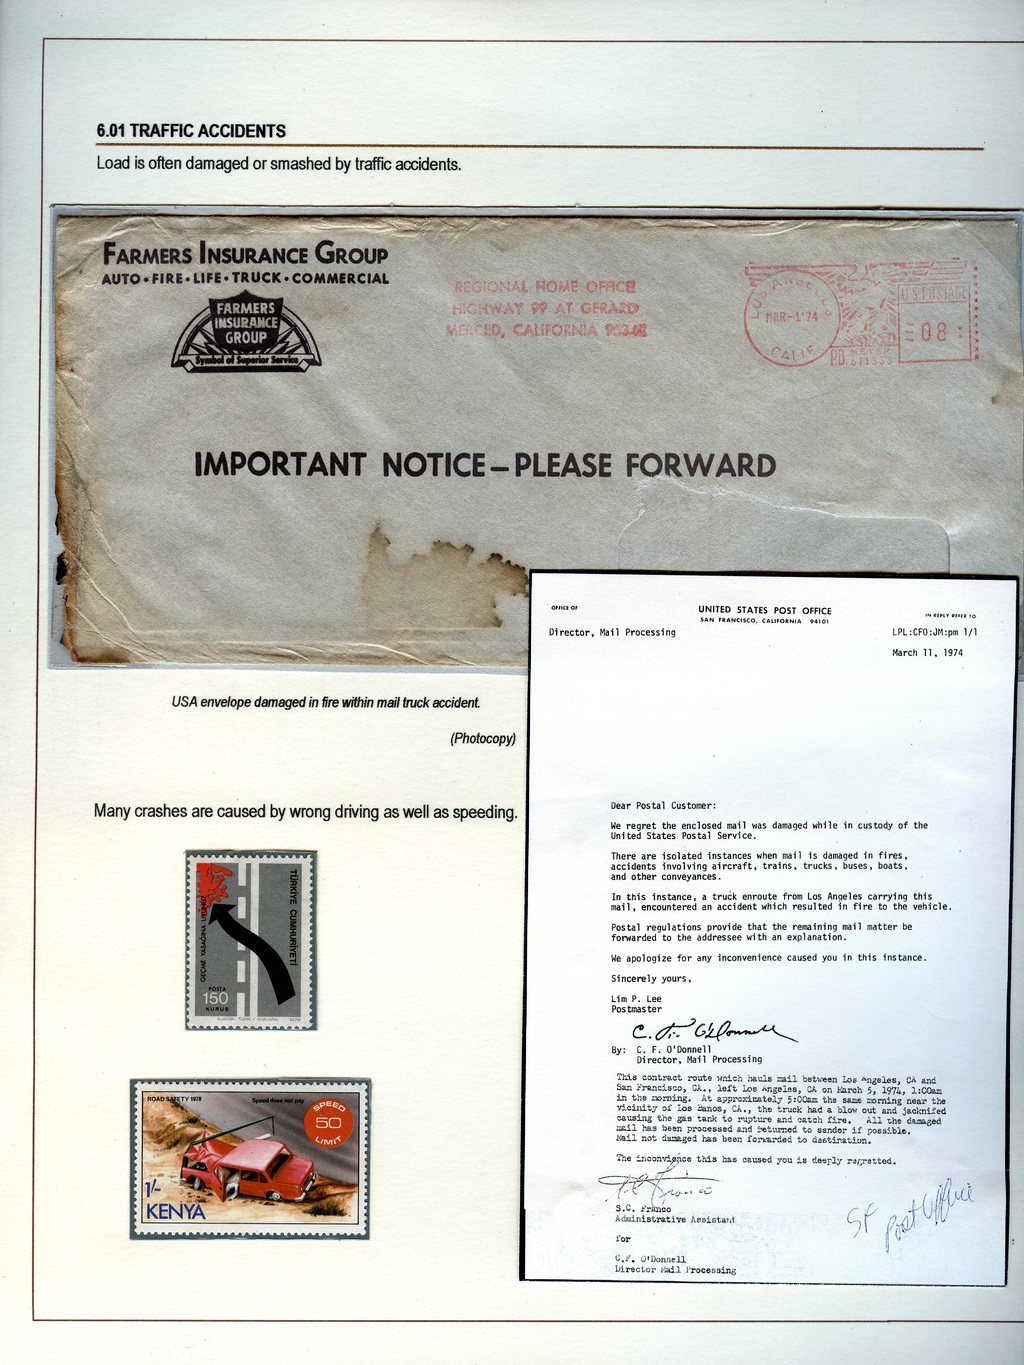 6.01 TRAFFIC ACCIDENTS
Load is often damaged or smashed by traffic accidents.
FARMERS INSURANCE GROUP
AUTO • FIRE • LIFE • TRUCK • COMMERCIAL
FARMERS
INSURANCE
GROUP
Symbol of Superior Service
REGIONAL HOME OFFICE
HIGHWAY 99 AT GERARD
MERCED, CALIFORNIA 95348
LOS ANGELES
MAR-1'74
CALIF
U.S. POSTAGE
08
P.B. METER
611353
IMPORTANT NOTICE – PLEASE FORWARD
USA envelope damaged in fire within mail truck accident.
(Photocopy)
Many crashes are caused by wrong driving as well as speeding.
TÜRKİYE CUMHURİYETİ
GEÇME YASAĞINA UYUNUZ
POSTA
150
KURUŞ
ROAD SAFETY 1978
Speed does not pay
SPEED
50
LIMIT
1/-
KENYA
OFFICE OF
UNITED STATES POST OFFICE
IN REPLY REFER TO
SAN FRANCISCO, CALIFORNIA 94101
Director, Mail Processing
LPL:CFO:JM:pm 1/1
March 11, 1974
Dear Postal Customer:
We regret the enclosed mail was damaged while in custody of the
United States Postal Service.
There are isolated instances when mail is damaged in fires,
accidents involving aircraft, trains, trucks, buses, boats,
and other conveyances.
In this instance, a truck enroute from Los Angeles carrying this
mail, encountered an accident which resulted in fire to the vehicle.
Postal regulations provide that the remaining mail matter be
forwarded to the addressee with an explanation.
We apologize for any inconvenience caused you in this instance.
Sincerely yours,
Lim P. Lee
Postmaster
C. F. O'Donnell
By: C. F. O'Donnell
Director, Mail Processing
This contract route which hauls mail between Los Angeles, CA and
San Francisco, CA., left Los Angeles, CA on March 5, 1974, 1:00am
in the morning. At approximately 5:00am the same morning near the
vicinity of Los Banos, CA., the truck had a blow out and jacknifed
causing the gas tank to rupture and catch fire. All the damaged
mail has been processed and returned to sender if possible.
Mail not damaged has been forwarded to destination.
The inconvience this has caused you is deeply regretted.
S.C. Franco
Administrative Assistant
for
C.F. O'Donnell
Director Mail Processing
SF Post Office